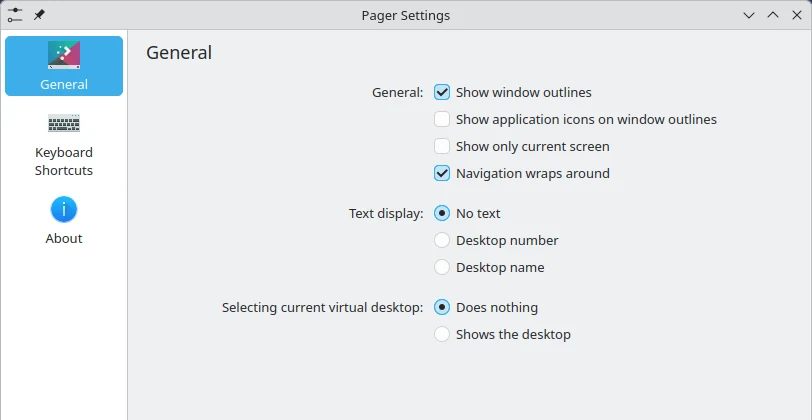 Pager Settings
General
General
Keyboard
Shortcuts
About
General: Show window outlines
Show application icons on window outlines
Show only current screen
Navigation wraps around
Text display: No text
Desktop number
Desktop name
Selecting current virtual desktop: Does nothing
Shows the desktop